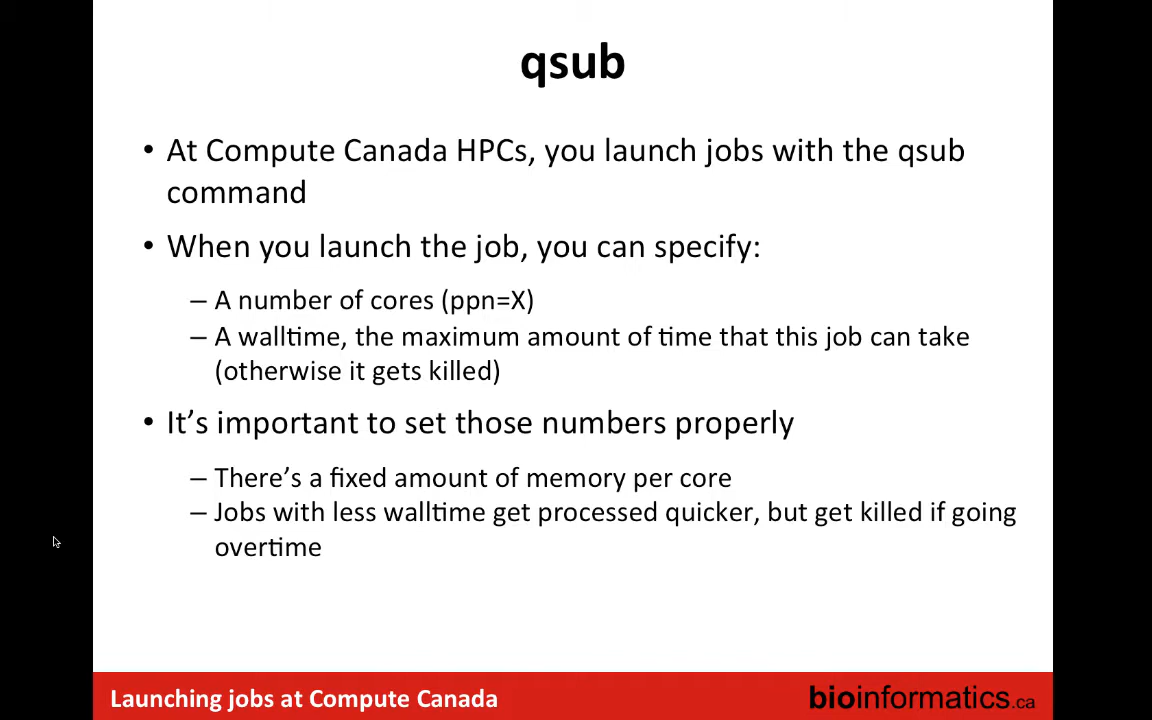 qsub
• At Compute Canada HPCs, you launch jobs with the qsub
command
• When you launch the job, you can specify:
– A number of cores (ppn=X)
– A walltime, the maximum amount of time that this job can take
(otherwise it gets killed)
• It’s important to set those numbers properly
– There’s a fixed amount of memory per core
– Jobs with less walltime get processed quicker, but get killed if going
overtime
Launching jobs at Compute Canada
bioinformatics.ca